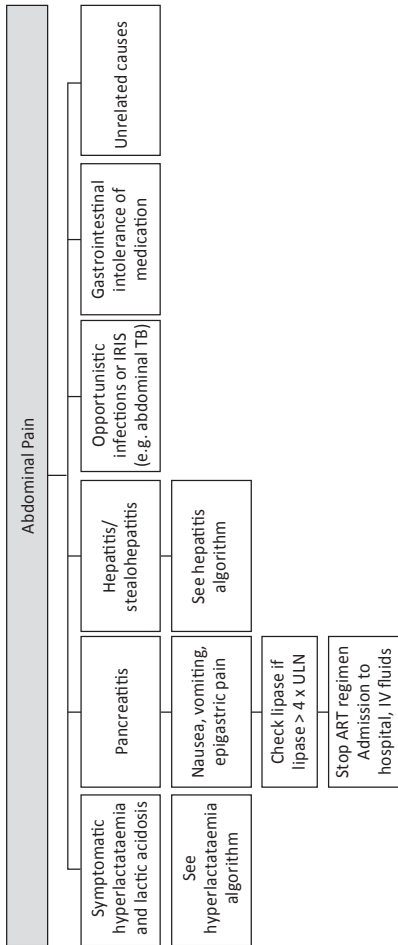 Abdominal Pain
Symptomatic
hyperlactataemia
and lactic acidosis
See
hyperlactataemia
algorithm
Pancreatitis
Nausea, vomiting,
epigastric pain
Check lipase if
lipase > 4 x ULN
Stop ART regimen
Admission to
hospital, IV fluids
Hepatitis/
stealohepatitis
See hepatitis
algorithm
Opportunistic
infections or IRIS
(e.g. abdominal TB)
Gastrointestinal
intolerance of
medication
Unrelated causes